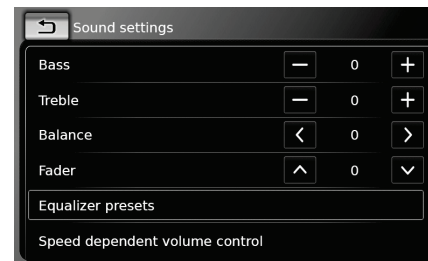 Sound settings
Bass 0
Treble 0
Balance 0
Fader 0
Equalizer presets
Speed dependent volume control